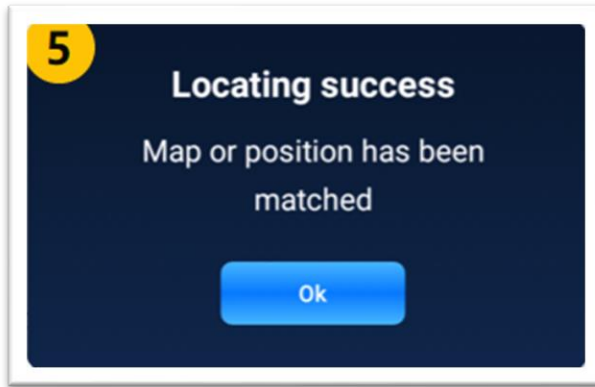 5
Locating success
Map or position has been
matched
Ok